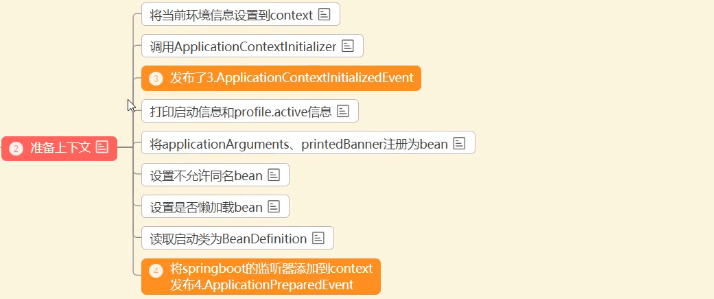 将当前环境信息设置到context
调用ApplicationContextInitializer
3 发布了3.ApplicationContextInitializedEvent
打印启动信息和profile.active信息
2 准备上下文
将applicationArguments、printedBanner注册为bean
设置不允许同名bean
设置是否懒加载bean
读取启动类为BeanDefinition
4 将springboot的监听器添加到context
发布4.ApplicationPreparedEvent